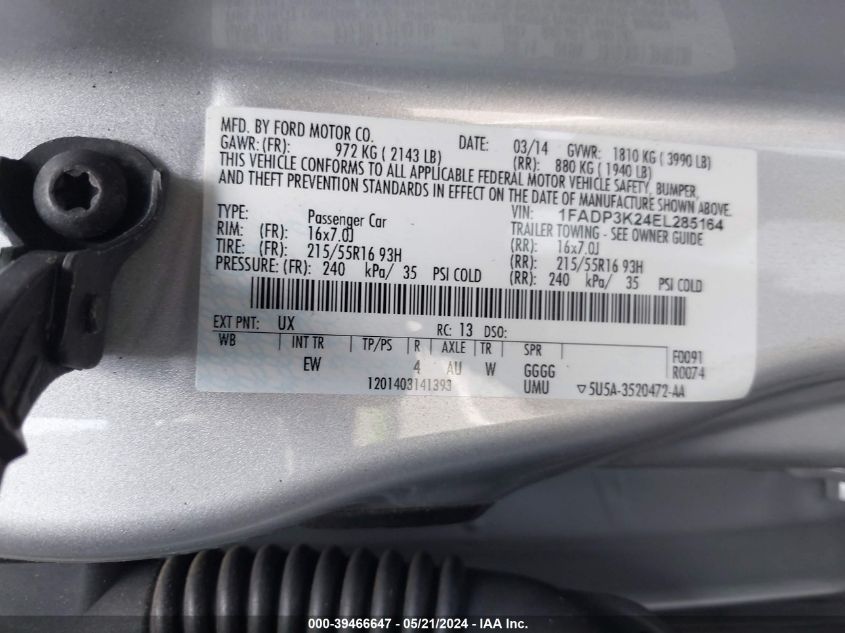 MFD. BY FORD MOTOR CO. DATE: 03/14 GVWR: 1810 KG ( 3990 LB)
GAWR: (FR): 972 KG ( 2143 LB) (RR): 880 KG ( 1940 LB)
THIS VEHICLE CONFORMS TO ALL APPLICABLE FEDERAL MOTOR VEHICLE SAFETY, BUMPER,
AND THEFT PREVENTION STANDARDS IN EFFECT ON THE DATE OF MANUFACTURE SHOWN ABOVE.
VIN: 1FADP3K24EL285164
TYPE: Passenger Car TRAILER TOWING - SEE OWNER GUIDE
RIM: (FR): 16x7.0J (RR): 16x7.0J
TIRE: (FR): 215/55R16 93H (RR): 215/55R16 93H
PRESSURE: (FR): 240 kPa/ 35 PSI COLD (RR): 240 kPa/ 35 PSI COLD
EXT PNT: UX RC: 13 DSO:
WB INT TR TP/PS R AXLE TR SPR F0091
EW 4 AU W GGGG R0074
1201403141393 UMU ▽5U5A-3520472-AA
000-39466647 - 05/21/2024 - IAA Inc.